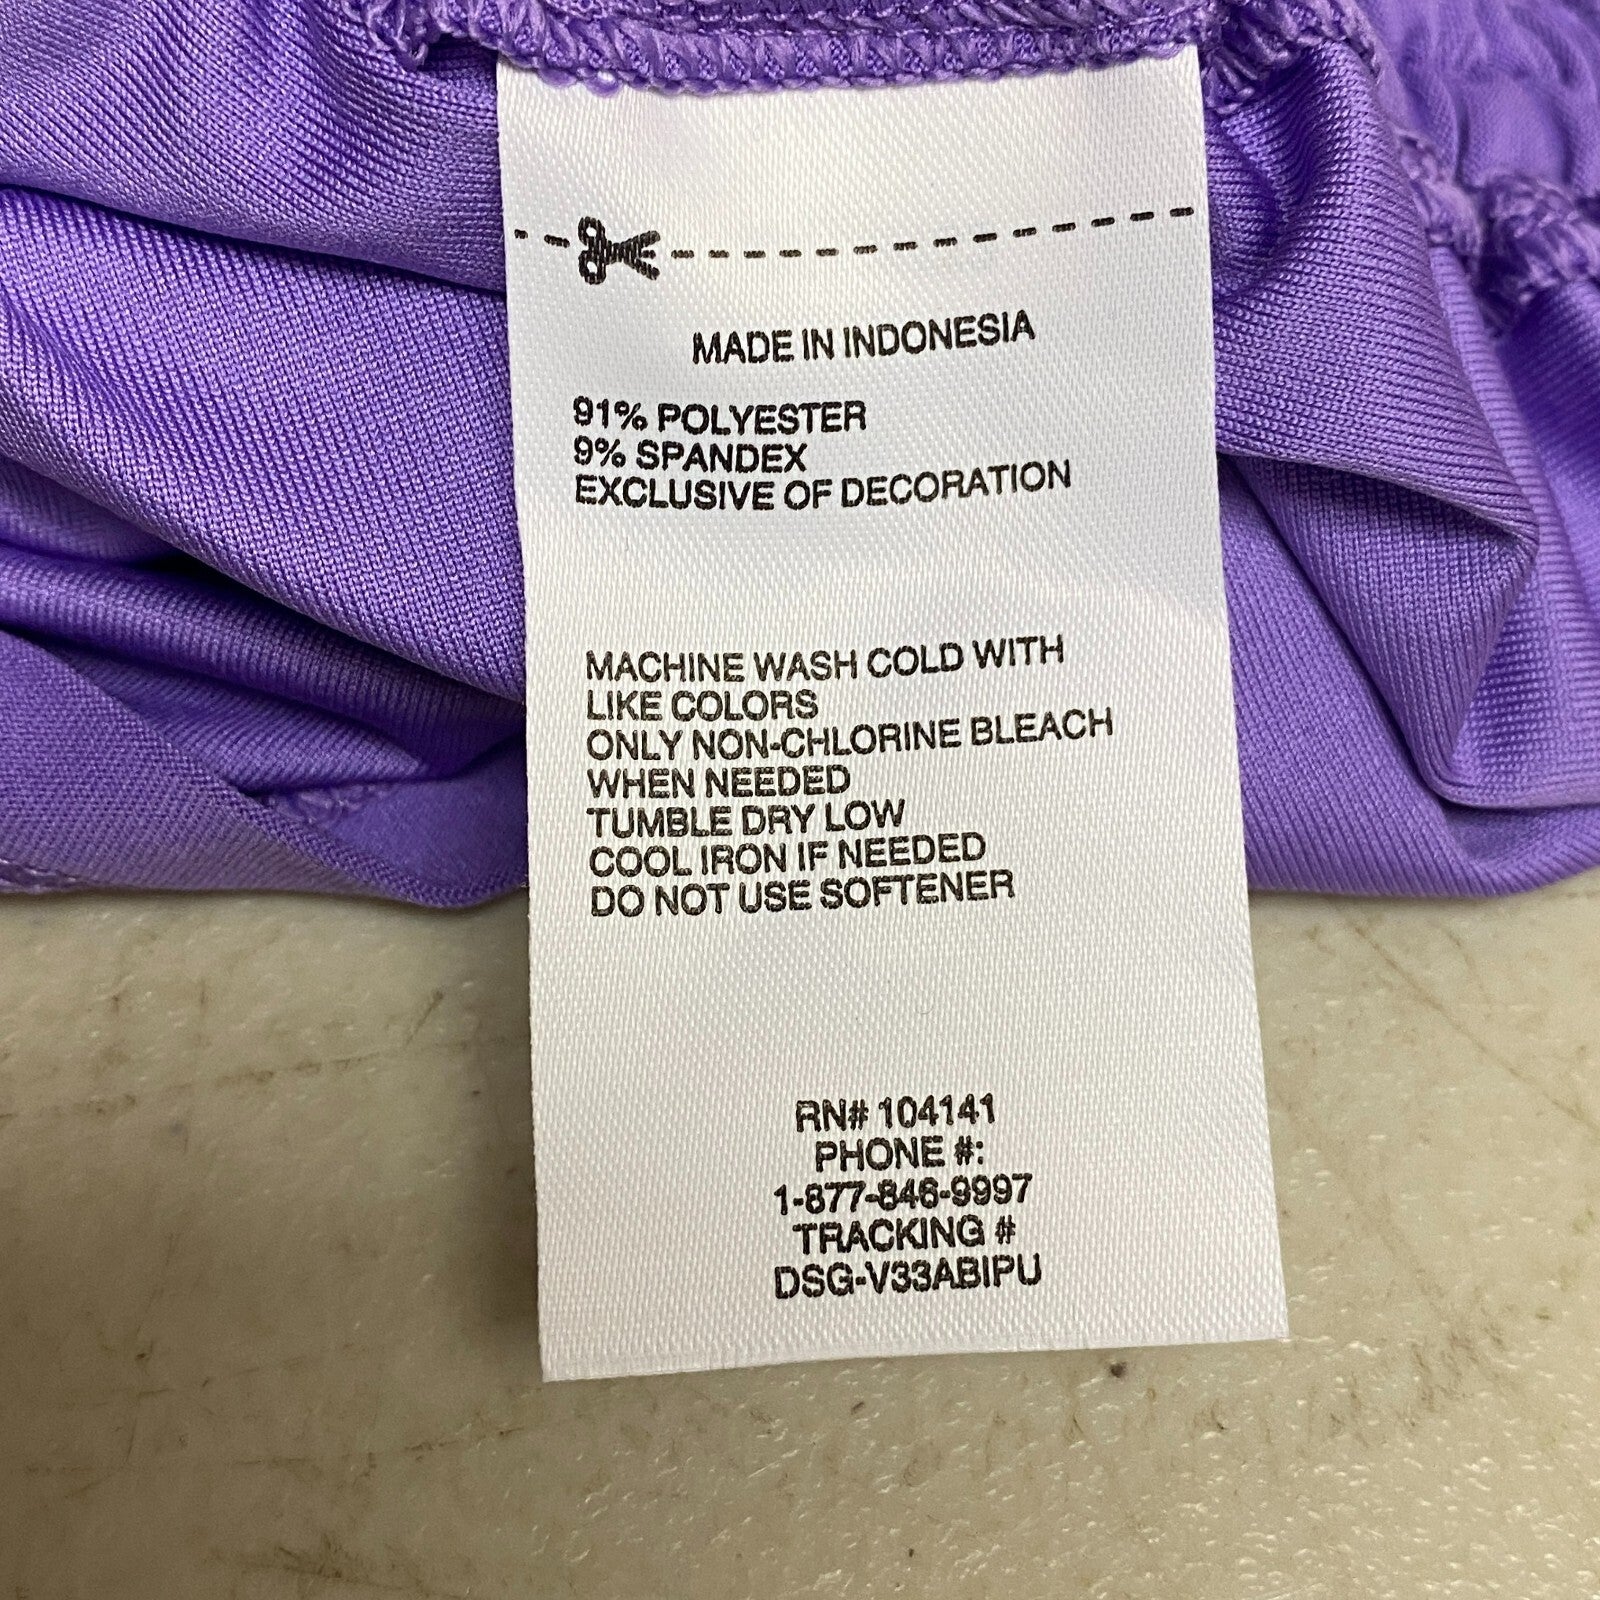 MADE IN INDONESIA
91% POLYESTER
9% SPANDEX
EXCLUSIVE OF DECORATION
MACHINE WASH COLD WITH
LIKE COLORS
ONLY NON-CHLORINE BLEACH
WHEN NEEDED
TUMBLE DRY LOW
COOL IRON IF NEEDED
DO NOT USE SOFTENER
RN# 104141
PHONE #:
1-877-846-9997
TRACKING #
DSG-V33ABIPU